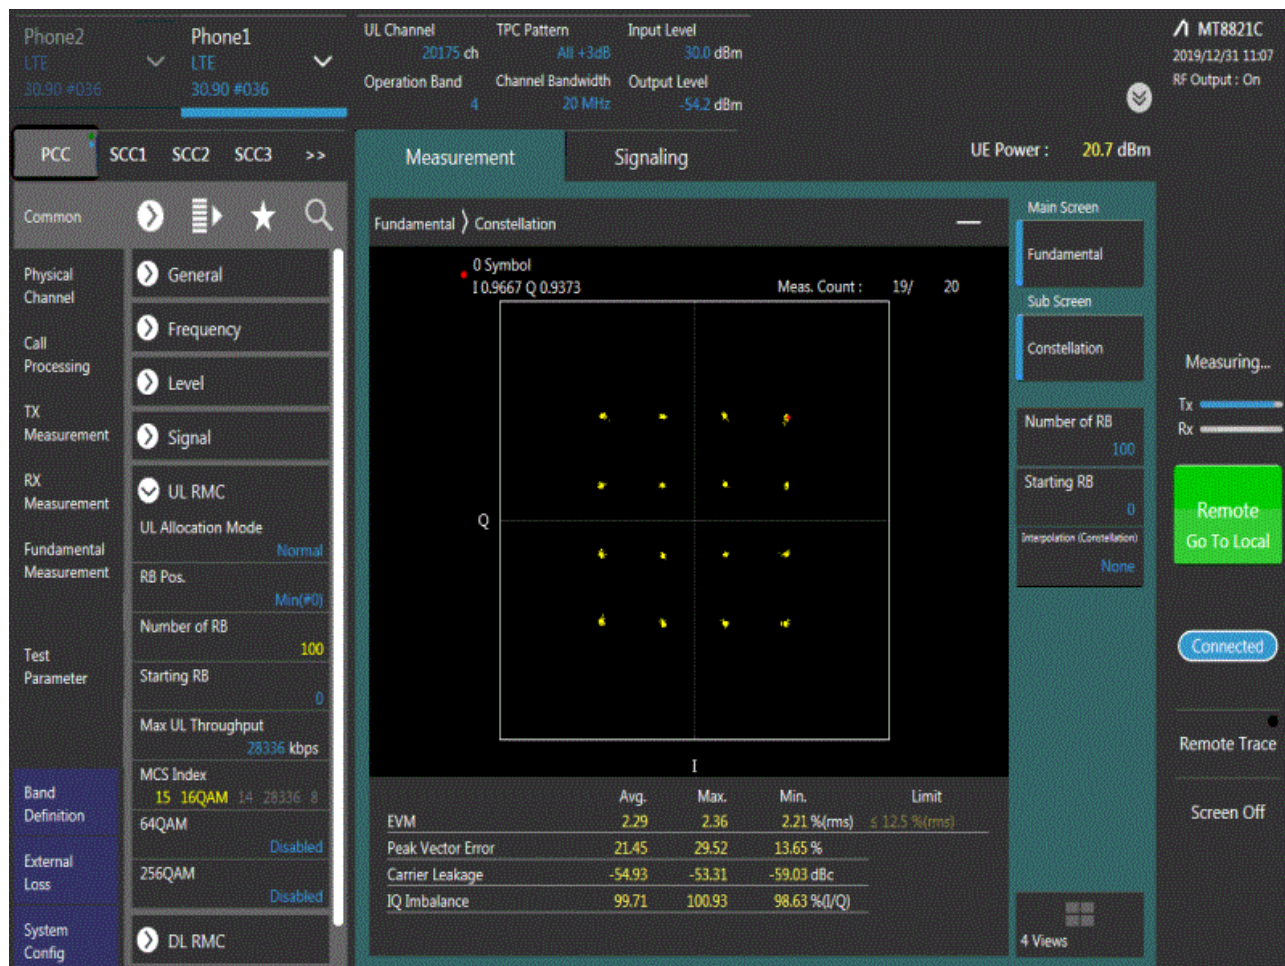 Phone2
LTE
30.90 #036
Phone1
LTE
30.90 #036
UL Channel
20175 ch
TPC Pattern
All +3dB
Input Level
30.0 dBm
Operation Band
4
Channel Bandwidth
20 MHz
Output Level
-54.2 dBm
MT8821C
2019/12/31 11:07
RF Output : On
PCC SCC1 SCC2 SCC3 >>
Measurement
Signaling
UE Power : 20.7 dBm
Common
Physical
Channel
Call
Processing
TX
Measurement
RX
Measurement
Fundamental
Measurement
Test
Parameter
Band
Definition
External
Loss
System
Config
General
Frequency
Level
Signal
UL RMC
UL Allocation Mode
Normal
RB Pos.
Min(#0)
Number of RB
100
Starting RB
0
Max UL Throughput
28336 kbps
MCS Index
15 16QAM 14 28336 8
64QAM
Disabled
256QAM
Disabled
DL RMC
Fundamental ⟩ Constellation
0 Symbol
I 0.9667 Q 0.9373
Meas. Count : 19/ 20
Q
I
Avg. Max. Min. Limit
EVM 2.29 2.36 2.21 %(rms) ≤ 12.5 %(rms)
Peak Vector Error 21.45 29.52 13.65 %
Carrier Leakage -54.93 -53.31 -59.03 dBc
IQ Imbalance 99.71 100.93 98.63 %(I/Q)
Main Screen
Fundamental
Sub Screen
Constellation
Number of RB
100
Starting RB
0
Interpolation (Constellation)
None
4 Views
Measuring...
Tx
Rx
Remote
Go To Local
Connected
Remote Trace
Screen Off